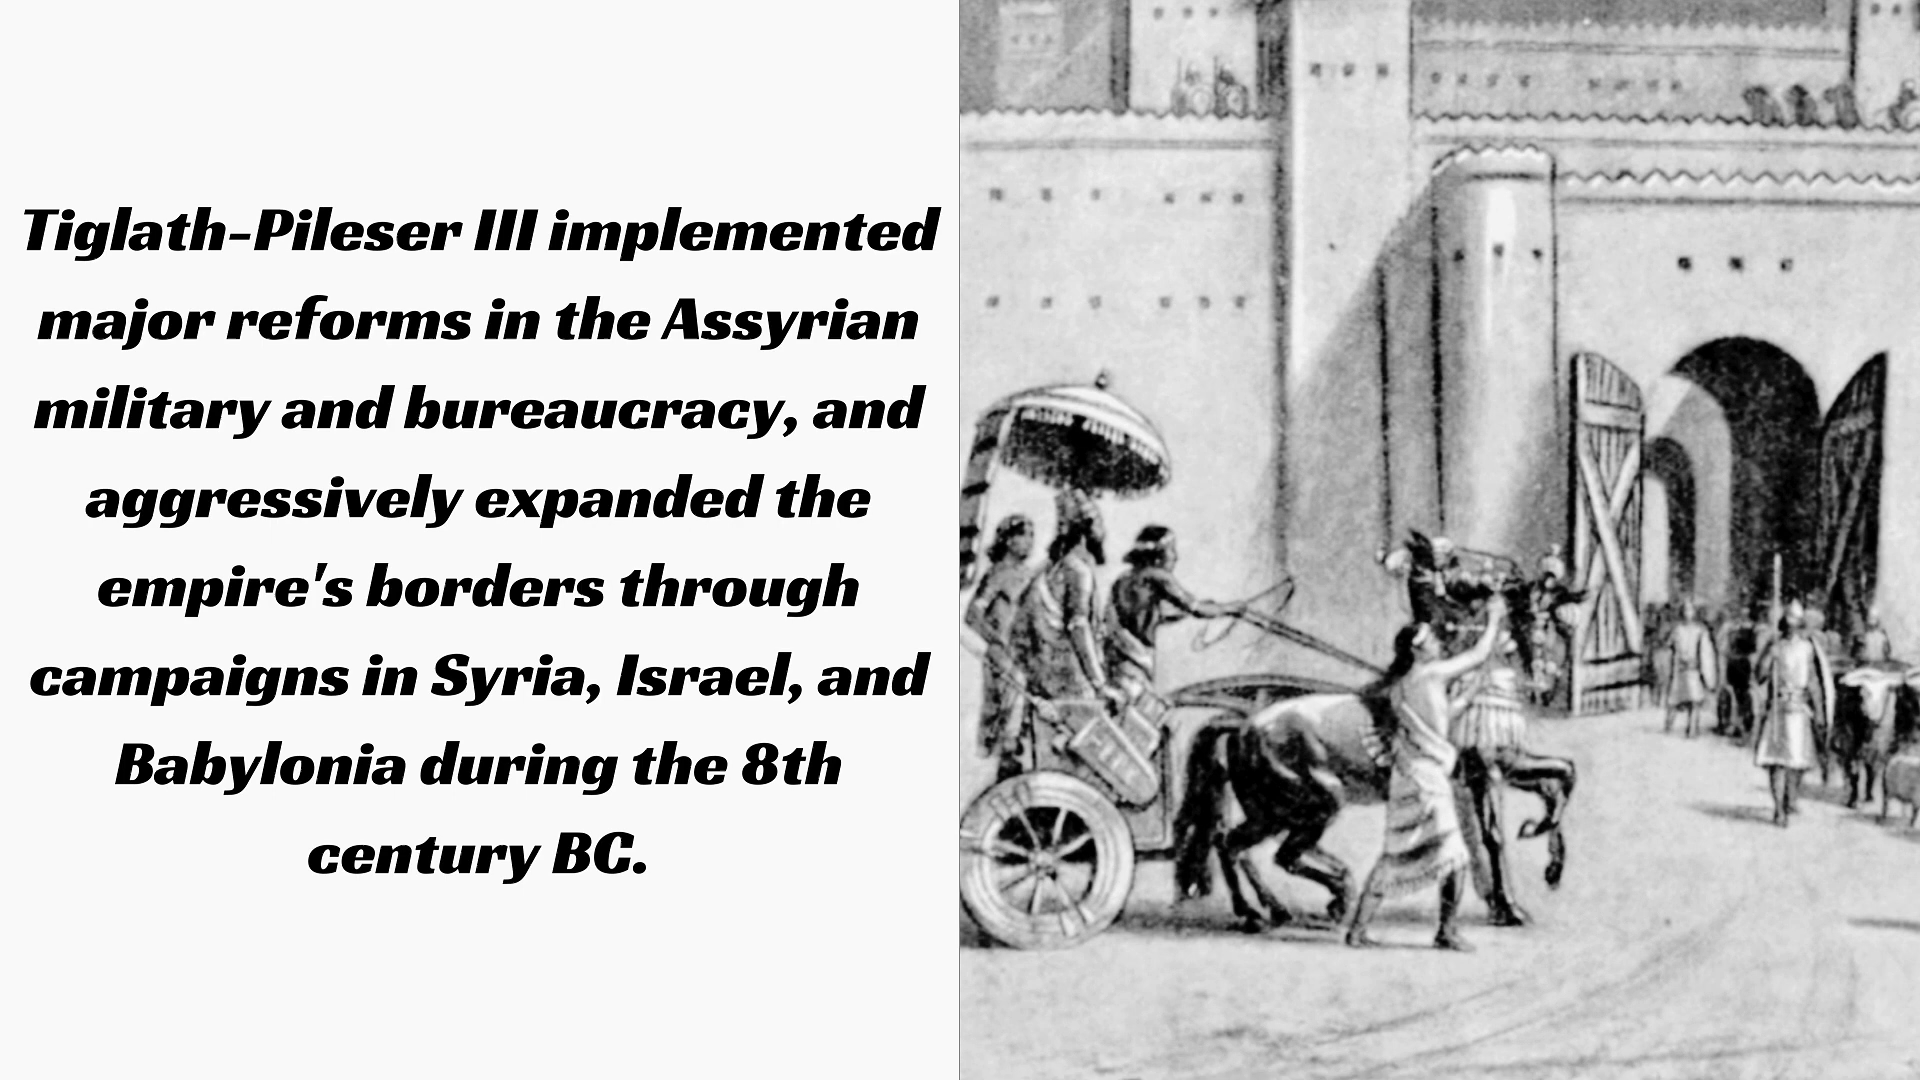 Tiglath-Pileser III implemented
major reforms in the Assyrian
military and bureaucracy, and
aggressively expanded the
empire's borders through
campaigns in Syria, Israel, and
Babylonia during the 8th
century BC.